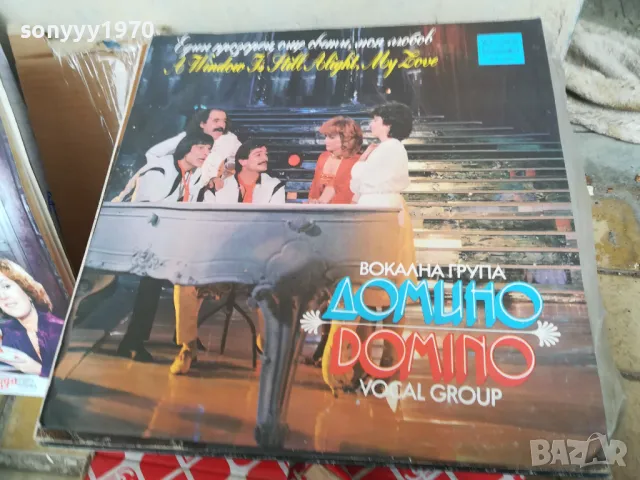 sonyyy1970
Един прозорец още свети, моя любов
A Window Is Still Alight, My Love
ВОКАЛНА ГРУПА
ДОМИНО
DOMINO
VOCAL GROUP
BAZAR